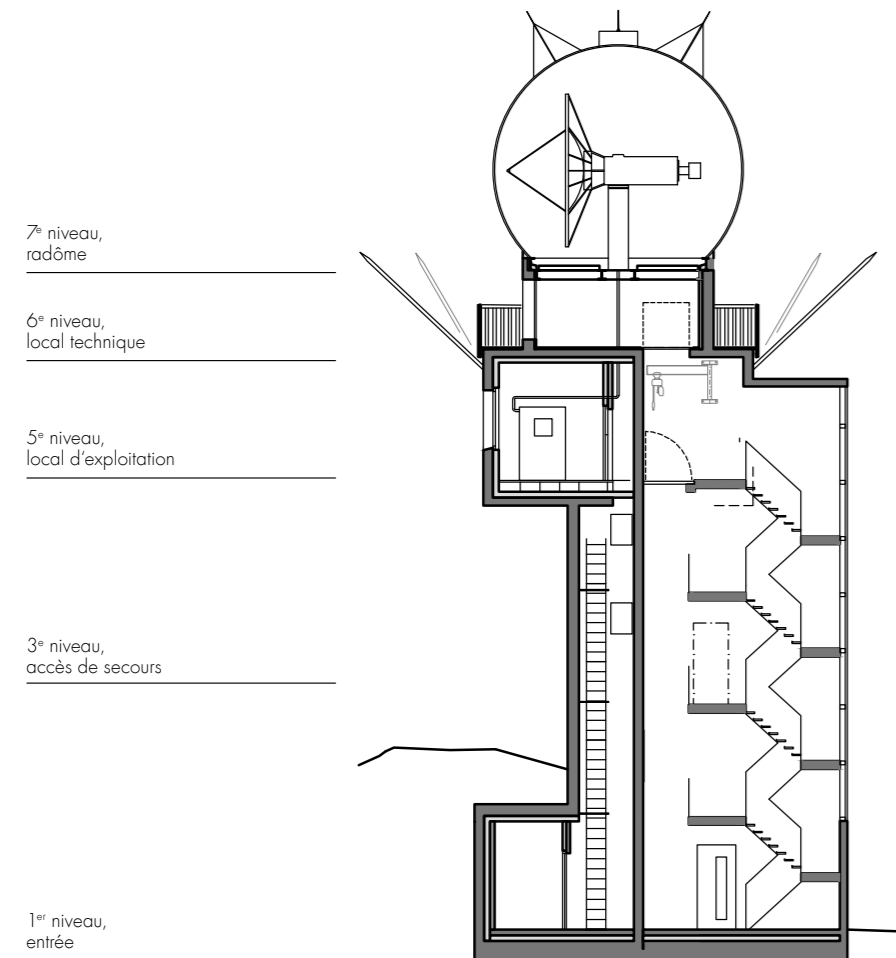 7ᵉ niveau,
radôme
6ᵉ niveau,
local technique
5ᵉ niveau,
local d’exploitation
3ᵉ niveau,
accès de secours
1ᵉʳ niveau,
entrée